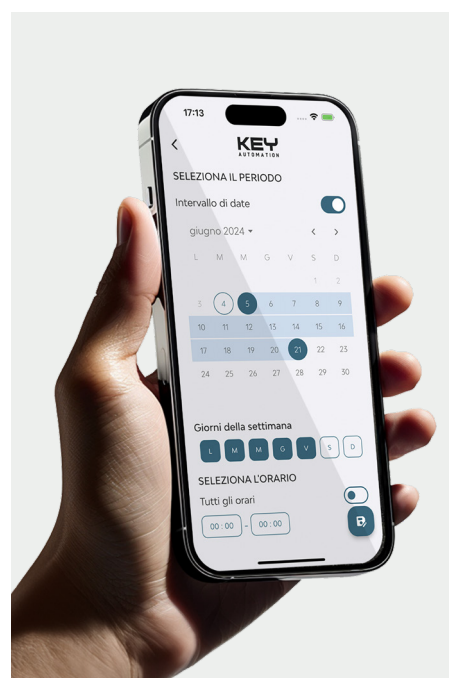 17:13
KEY
AUTOMATION
SELEZIONA IL PERIODO
Intervallo di date
giugno 2024
L M M G V S D
1 2
3 4 5 6 7 8 9
10 11 12 13 14 15 16
17 18 19 20 21 22 23
24 25 26 27 28 29 30
Giorni della settimana
L M M G V S D
SELEZIONA L'ORARIO
Tutti gli orari
00:00 - 00:00